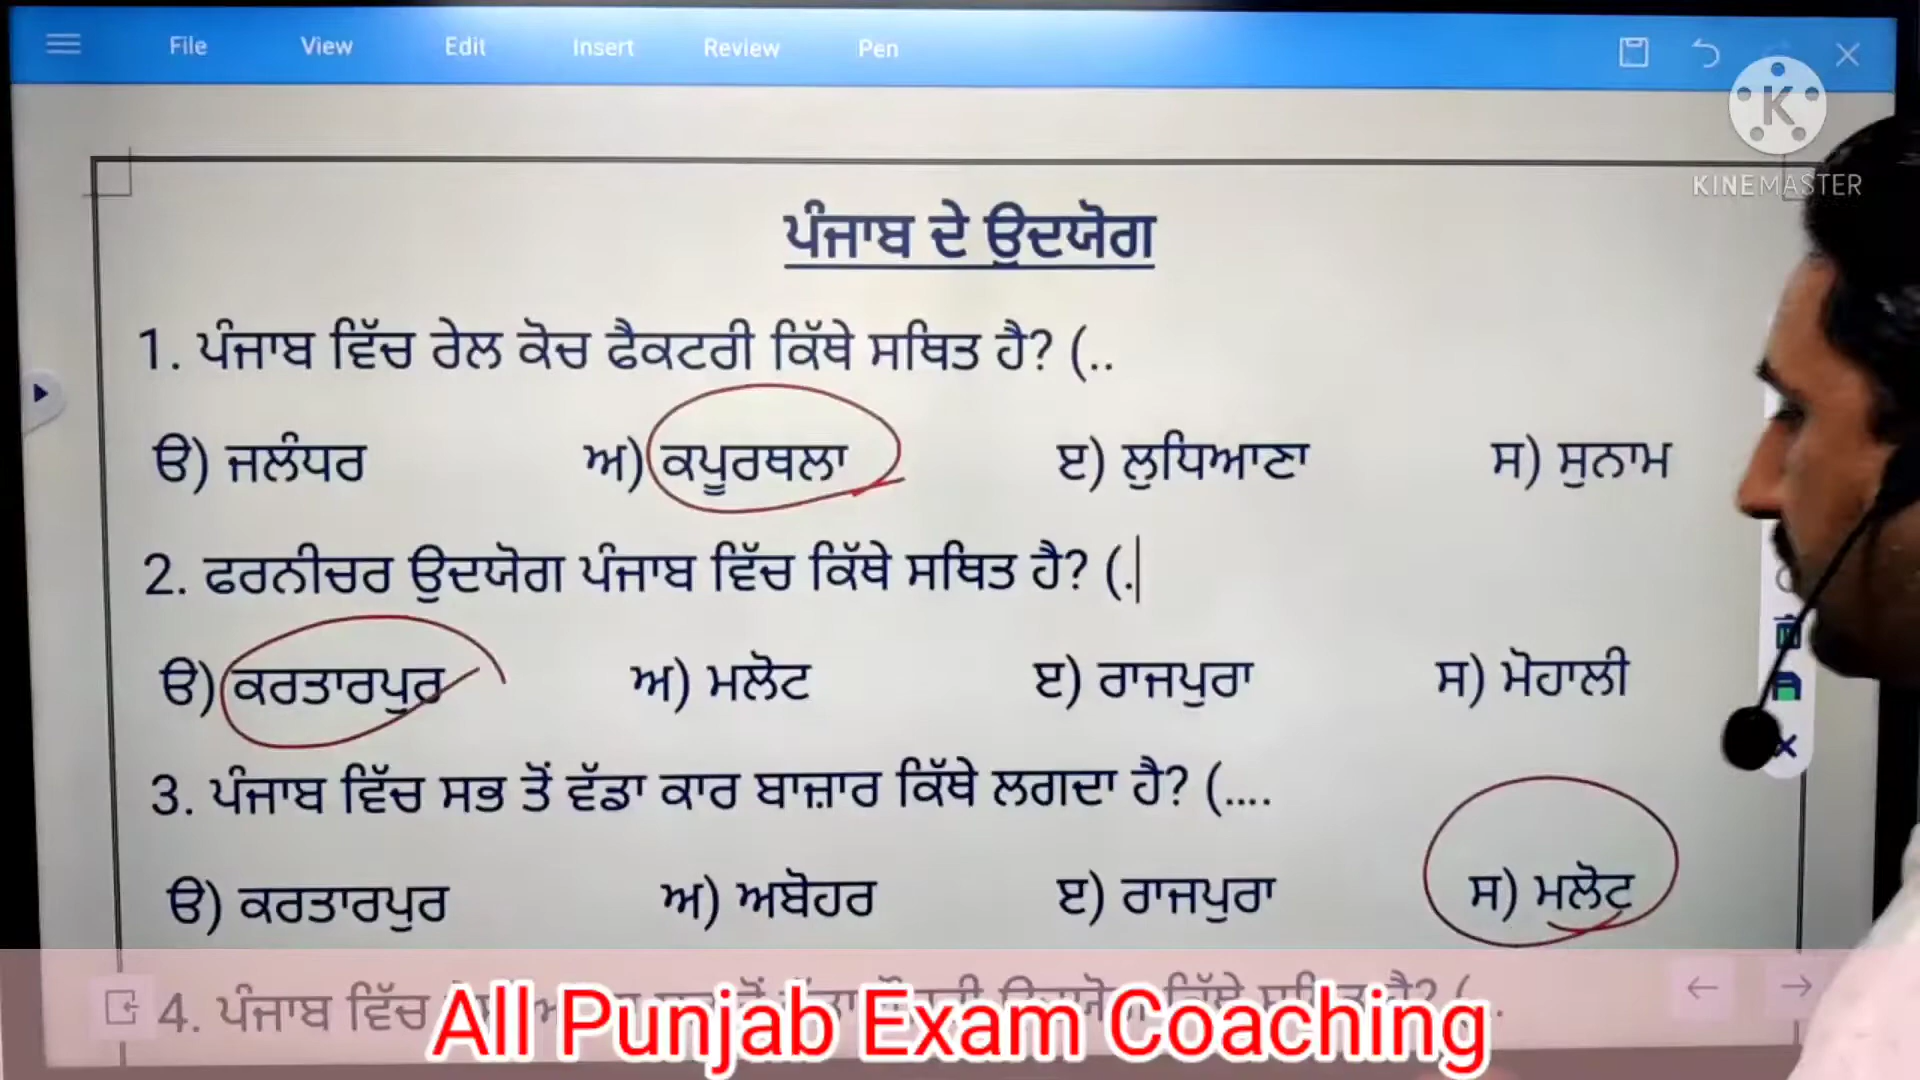 File View Edit Insert Review Pen
K
KINEMASTER
ਪੰਜਾਬ ਦੇ ਉਦਯੋਗ
1. ਪੰਜਾਬ ਵਿੱਚ ਰੇਲ ਕੋਚ ਫੈਕਟਰੀ ਕਿੱਥੇ ਸਥਿਤ ਹੈ? (..
ੳ) ਜਲੰਧਰ ਅ) ਕਪੂਰਥਲਾ ੲ) ਲੁਧਿਆਣਾ ਸ) ਸੁਨਾਮ
2. ਫਰਨੀਚਰ ਉਦਯੋਗ ਪੰਜਾਬ ਵਿੱਚ ਕਿੱਥੇ ਸਥਿਤ ਹੈ? (.
ੳ) ਕਰਤਾਰਪੁਰ ਅ) ਮਲੋਟ ੲ) ਰਾਜਪੁਰਾ ਸ) ਮੋਹਾਲੀ
3. ਪੰਜਾਬ ਵਿੱਚ ਸਭ ਤੋਂ ਵੱਡਾ ਕਾਰ ਬਾਜ਼ਾਰ ਕਿੱਥੇ ਲਗਦਾ ਹੈ? (....
ੳ) ਕਰਤਾਰਪੁਰ ਅ) ਅਬੋਹਰ ੲ) ਰਾਜਪੁਰਾ ਸ) ਮਲੋਟ
4. ਪੰਜਾਬ ਵਿੱਚ
All Punjab Exam Coaching